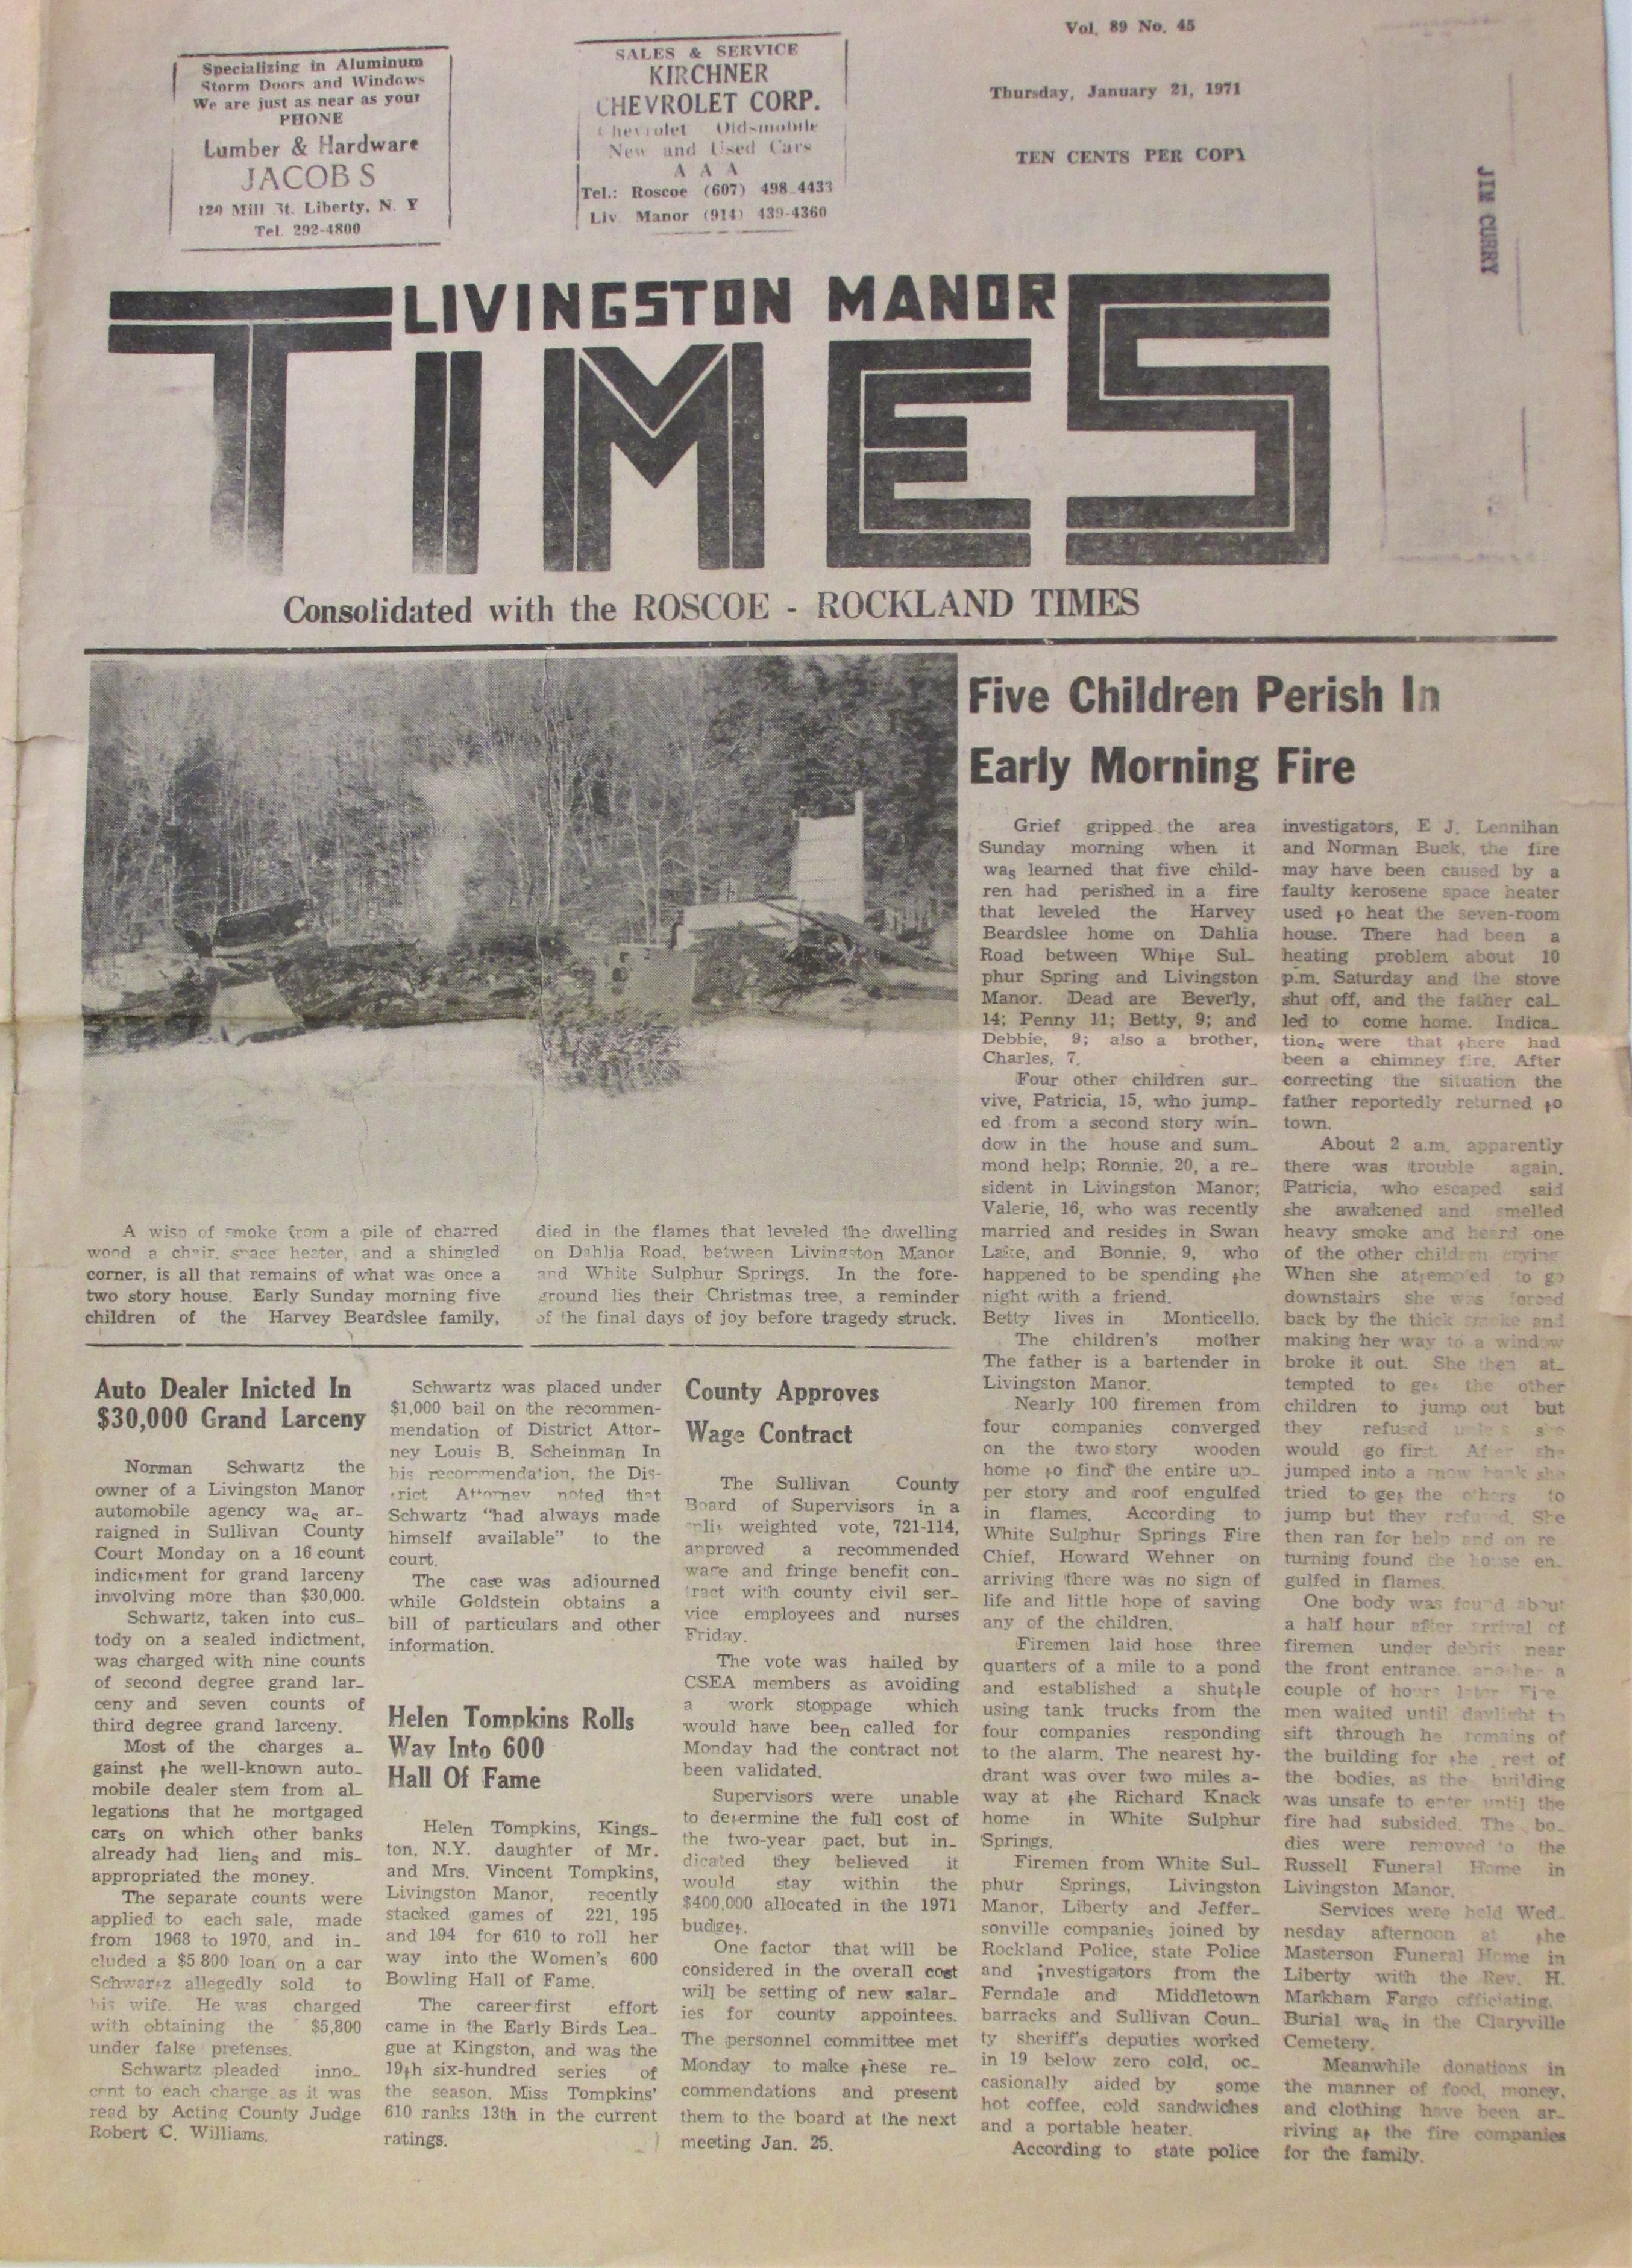 Vol. 89 No. 45
Thursday, January 21, 1971
TEN CENTS PER COPY
JIM CURRY
Specializing in Aluminum
Storm Doors and Windows
We are just as near as your
PHONE
Lumber & Hardware
JACOBS
129 Mill St. Liberty, N. Y
Tel. 292-4800
SALES & SERVICE
KIRCHNER
CHEVROLET CORP.
Chevrolet Oldsmobile
New and Used Cars
A A A
Tel.: Roscoe (607) 498-4433
Liv. Manor (914) 439-4360
LIVINGSTON MANOR
TIMES
Consolidated with the ROSCOE - ROCKLAND TIMES
A wisp of smoke from a pile of charred
wood a chair, space heater, and a shingled
corner, is all that remains of what was once a
two story house. Early Sunday morning five
children of the Harvey Beardslee family,
died in the flames that leveled the dwelling
on Dahlia Road, between Livingston Manor
and White Sulphur Springs. In the fore-
ground lies their Christmas tree, a reminder
of the final days of joy before tragedy struck.
Five Children Perish In
Early Morning Fire
Grief gripped the area
Sunday morning when it
was learned that five child-
ren had perished in a fire
that leveled the Harvey
Beardslee home on Dahlia
Road between White Sul-
phur Spring and Livingston
Manor. Dead are Beverly,
14; Penny 11; Betty, 9; and
Debbie, 9; also a brother,
Charles, 7.
Four other children sur-
vive, Patricia, 15, who jump-
ed from a second story win-
dow in the house and sum-
mond help; Ronnie, 20, a re-
sident in Livingston Manor;
Valerie, 16, who was recently
married and resides in Swan
Lake, and Bonnie, 9, who
happened to be spending the
night with a friend.
Betty lives in Monticello.
The children's mother
The father is a bartender in
Livingston Manor.
Nearly 100 firemen from
four companies converged
on the two story wooden
home to find the entire up-
per story and roof engulfed
in flames. According to
White Sulphur Springs Fire
Chief, Howard Wehner on
arriving there was no sign of
life and little hope of saving
any of the children.
Firemen laid hose three
quarters of a mile to a pond
and established a shuttle
using tank trucks from the
four companies responding
to the alarm. The nearest hy-
drant was over two miles a-
way at the Richard Knack
home in White Sulphur
Springs.
Firemen from White Sul-
phur Springs, Livingston
Manor, Liberty and Jeffer-
sonville companies joined by
Rockland Police, state Police
and investigators from the
Ferndale and Middletown
barracks and Sullivan Coun-
ty sheriff's deputies worked
in 19 below zero cold, oc-
casionally aided by some
hot coffee, cold sandwiches
and a portable heater.
According to state police
investigators, E J. Lennihan
and Norman Buck, the fire
may have been caused by a
faulty kerosene space heater
used to heat the seven-room
house. There had been a
heating problem about 10
p.m. Saturday and the stove
shut off, and the father cal-
led to come home. Indica-
tions were that there had
been a chimney fire. After
correcting the situation the
father reportedly returned to
town.
About 2 a.m. apparently
there was trouble again.
Patricia, who escaped said
she awakened and smelled
heavy smoke and heard one
of the other children crying
When she attempted to go
downstairs she was forced
back by the thick smoke and
making her way to a window
broke it out. She then at-
tempted to get the other
children to jump out but
they refused unless she
would go first. After she
jumped into a snow bank she
tried to get the others to
jump but they refused. She
then ran for help and on re
turning found the house en-
gulfed in flames.
One body was found about
a half hour after arrival of
firemen under debris near
the front entrance, another a
couple of hours later Fire
men waited until daylight to
sift through he remains of
the building for the rest of
the bodies, as the building
was unsafe to enter until the
fire had subsided. The bo-
dies were removed to the
Russell Funeral Home in
Livingston Manor.
Services were held Wed-
nesday afternoon at the
Masterson Funeral Home in
Liberty with the Rev. H.
Markham Fargo officiating.
Burial was in the Claryville
Cemetery.
Meanwhile donations in
the manner of food, money,
and clothing have been ar-
riving at the fire companies
for the family.
Auto Dealer Inicted In
$30,000 Grand Larceny
Norman Schwartz the
owner of a Livingston Manor
automobile agency was ar-
raigned in Sullivan County
Court Monday on a 16 count
indictment for grand larceny
involving more than $30,000.
Schwartz, taken into cus-
tody on a sealed indictment,
was charged with nine counts
of second degree grand lar-
ceny and seven counts of
third degree grand larceny.
Most of the charges a-
gainst the well-known auto-
mobile dealer stem from al-
legations that he mortgaged
cars on which other banks
already had liens and mis-
appropriated the money.
The separate counts were
applied to each sale, made
from 1968 to 1970, and in-
cluded a $5 800 loan on a car
Schwartz allegedly sold to
his wife. He was charged
with obtaining the $5,800
under false pretenses.
Schwartz pleaded inno-
cent to each charge as it was
read by Acting County Judge
Robert C. Williams.
Schwartz was placed under
$1,000 bail on the recommen-
mendation of District Attor-
ney Louis B. Scheinman In
his recommendation, the Dis-
trict Attorney noted that
Schwartz "had always made
himself available" to the
court.
The case was adjourned
while Goldstein obtains a
bill of particulars and other
information.
Helen Tompkins Rolls
Way Into 600
Hall Of Fame
Helen Tompkins, Kings-
ton, N.Y. daughter of Mr.
and Mrs. Vincent Tompkins,
Livingston Manor, recently
stacked games of 221, 195
and 194 for 610 to roll her
way into the Women's 600
Bowling Hall of Fame.
The career first effort
came in the Early Birds Lea-
gue at Kingston, and was the
19th six-hundred series of
the season. Miss Tompkins'
610 ranks 13th in the current
ratings.
County Approves
Wage Contract
The Sullivan County
Board of Supervisors in a
split weighted vote, 721-114,
approved a recommended
wage and fringe benefit con-
tract with county civil ser-
vice employees and nurses
Friday.
The vote was hailed by
CSEA members as avoiding
a work stoppage which
would have been called for
Monday had the contract not
been validated.
Supervisors were unable
to determine the full cost of
the two-year pact, but in-
dicated they believed it
would stay within the
$400,000 allocated in the 1971
budget.
One factor that will be
considered in the overall cost
will be setting of new salar-
ies for county appointees.
The personnel committee met
Monday to make these re-
commendations and present
them to the board at the next
meeting Jan. 25.